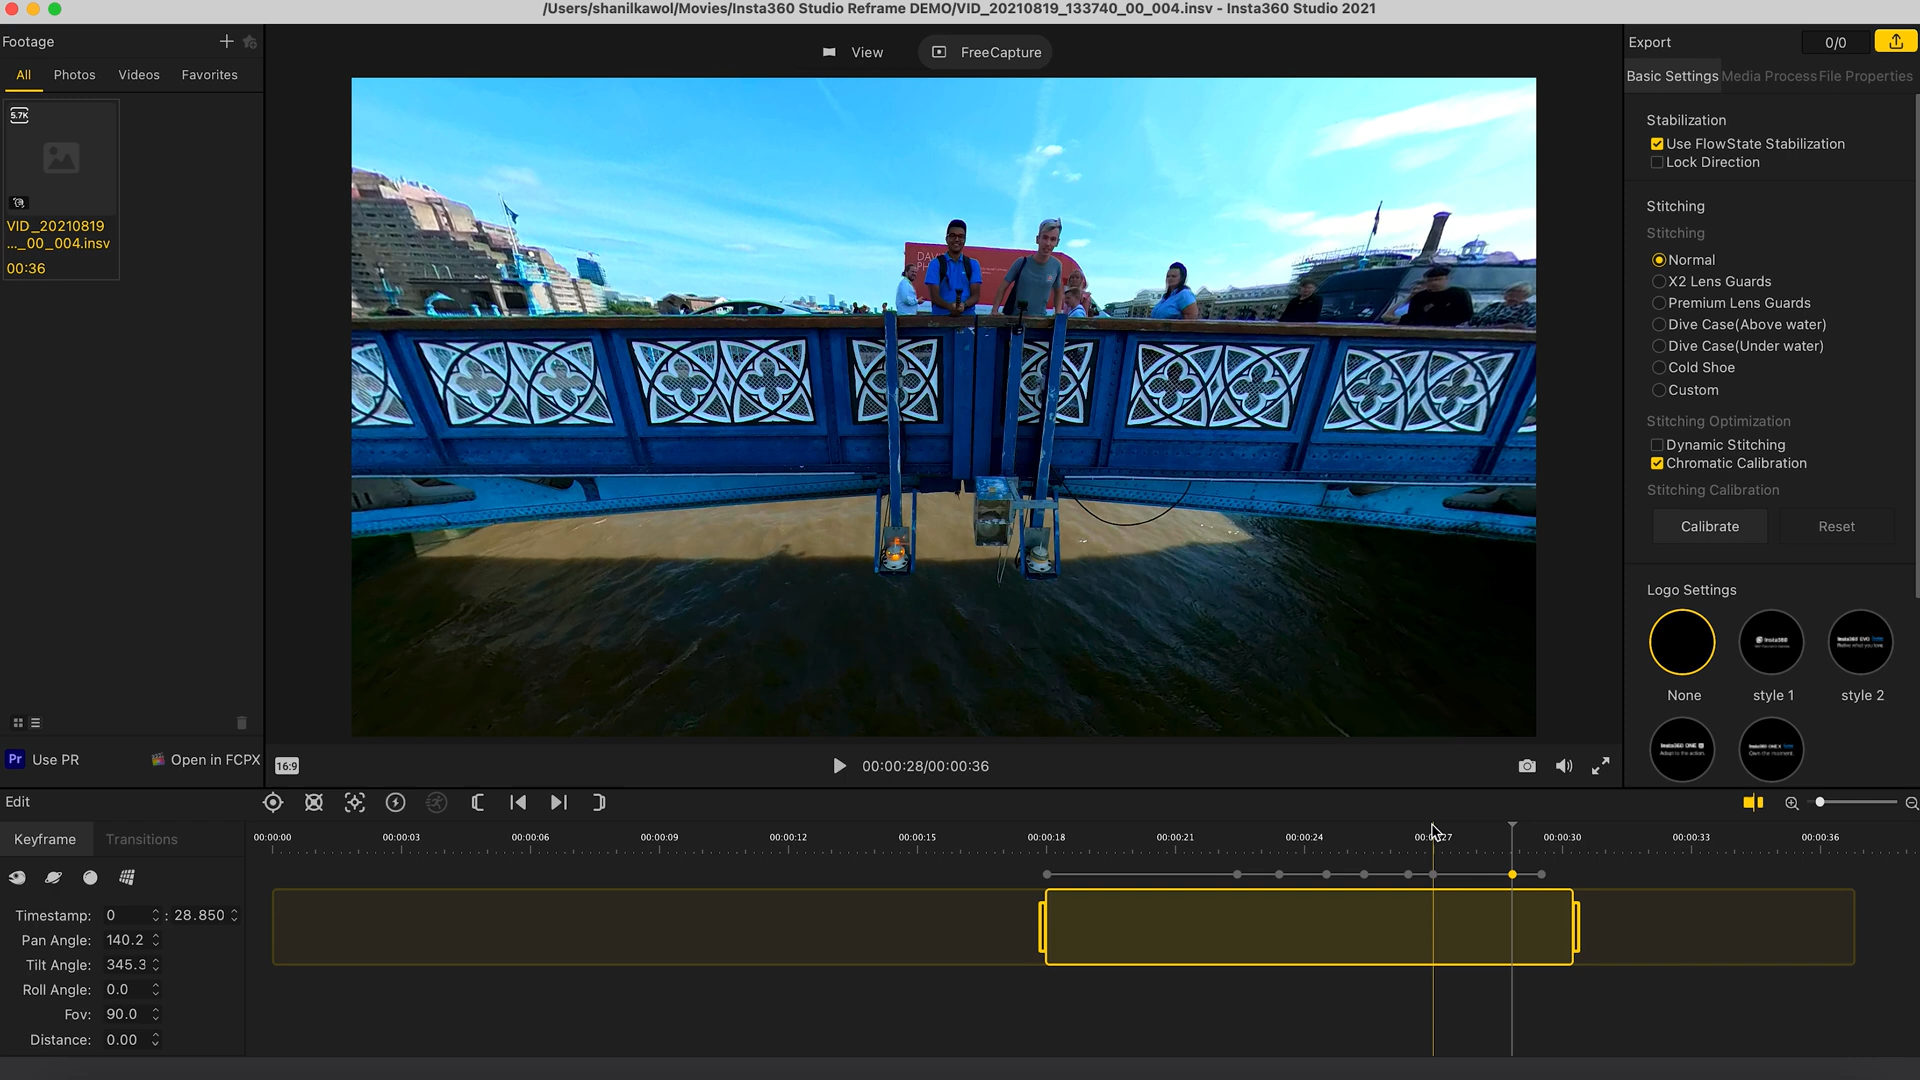 /Users/shanilkawol/Movies/Insta360 Studio Reframe DEMO/VID_20210819_133740_00_004.insv - Insta360 Studio 2021
Footage
All Photos Videos Favorites
5.7K
VID_20210819
..._00_004.insv
00:36
Pr Use PR Open in FCPX
View FreeCapture
DAV
PH
16:9
00:00:28/00:00:36
Export 0/0
Basic Settings Media Process File Properties
Stabilization
Use FlowState Stabilization
Lock Direction
Stitching
Stitching
Normal
X2 Lens Guards
Premium Lens Guards
Dive Case(Above water)
Dive Case(Under water)
Cold Shoe
Custom
Stitching Optimization
Dynamic Stitching
Chromatic Calibration
Stitching Calibration
Calibrate Reset
Logo Settings
Insta360
None style 1 style 2
Edit
Keyframe Transitions
00:00:00 00:00:03 00:00:06 00:00:09 00:00:12 00:00:15 00:00:18 00:00:21 00:00:24 00:00:27 00:00:30 00:00:33 00:00:36
Timestamp: 0 : 28.850
Pan Angle: 140.2
Tilt Angle: 345.3
Roll Angle: 0.0
Fov: 90.0
Distance: 0.00